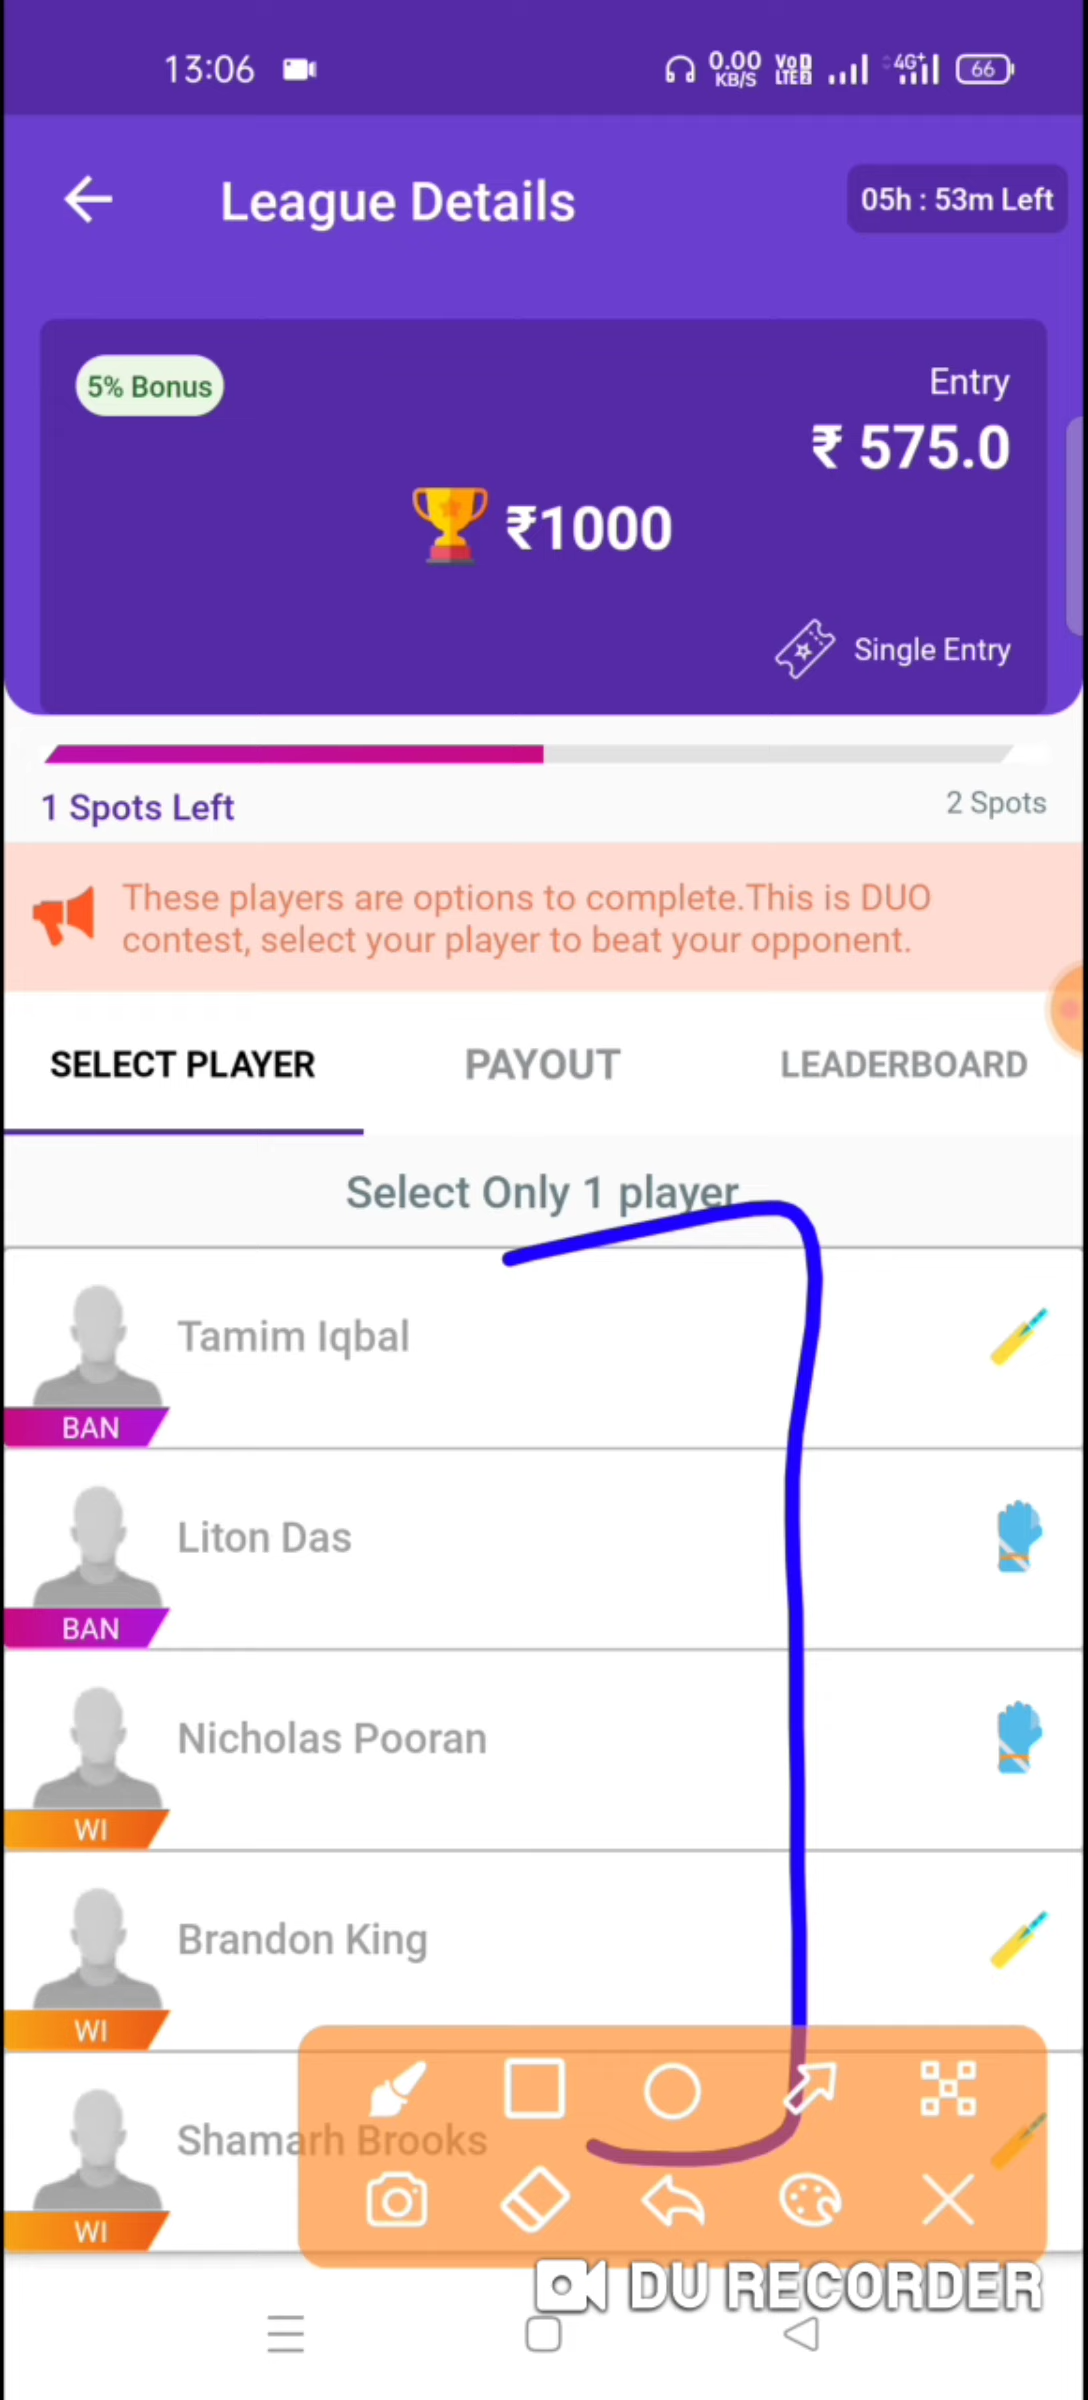 13:06
0.00
KB/S
Vo D
LTE 2
4G+
66
League Details
05h : 53m Left
5% Bonus
Entry
₹ 575.0
₹1000
Single Entry
1 Spots Left
2 Spots
These players are options to complete.This is DUO
contest, select your player to beat your opponent.
SELECT PLAYER
PAYOUT
LEADERBOARD
Select Only 1 player
Tamim Iqbal
BAN
Liton Das
BAN
Nicholas Pooran
WI
Brandon King
WI
Shamarh Brooks
WI
DU RECORDER